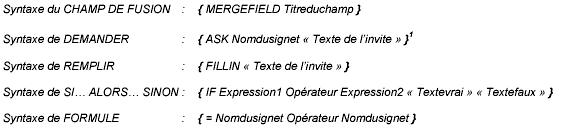 Syntaxe du CHAMP DE FUSION : { MERGEFIELD Titreduchamp }
Syntaxe de DEMANDER : { ASK Nomdusignet « Texte de l'invite » }¹
Syntaxe de REMPLIR : { FILLIN « Texte de l'invite » }
Syntaxe de SI… ALORS… SINON : { IF Expression1 Opérateur Expression2 « Textevrai » « Textefaux » }
Syntaxe de FORMULE : { = Nomdusignet Opérateur Nomdusignet }